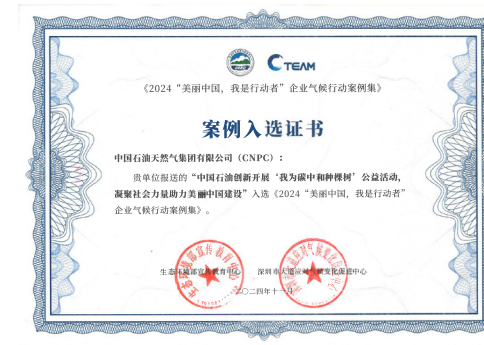 CTEAM
《2024“美丽中国，我是行动者”企业气候行动案例集》
案例入选证书
中国石油天然气集团有限公司（CNPC）：
贵单位报送的“中国石油创新开展‘我为碳中和种棵树’公益活动，
凝聚社会力量助力美丽中国建设”入选《2024“美丽中国，我是行动者”
企业气候行动案例集》。
生态环境部宣传教育中心 深圳市大道应对气候变化促进中心
二〇二四年十一月